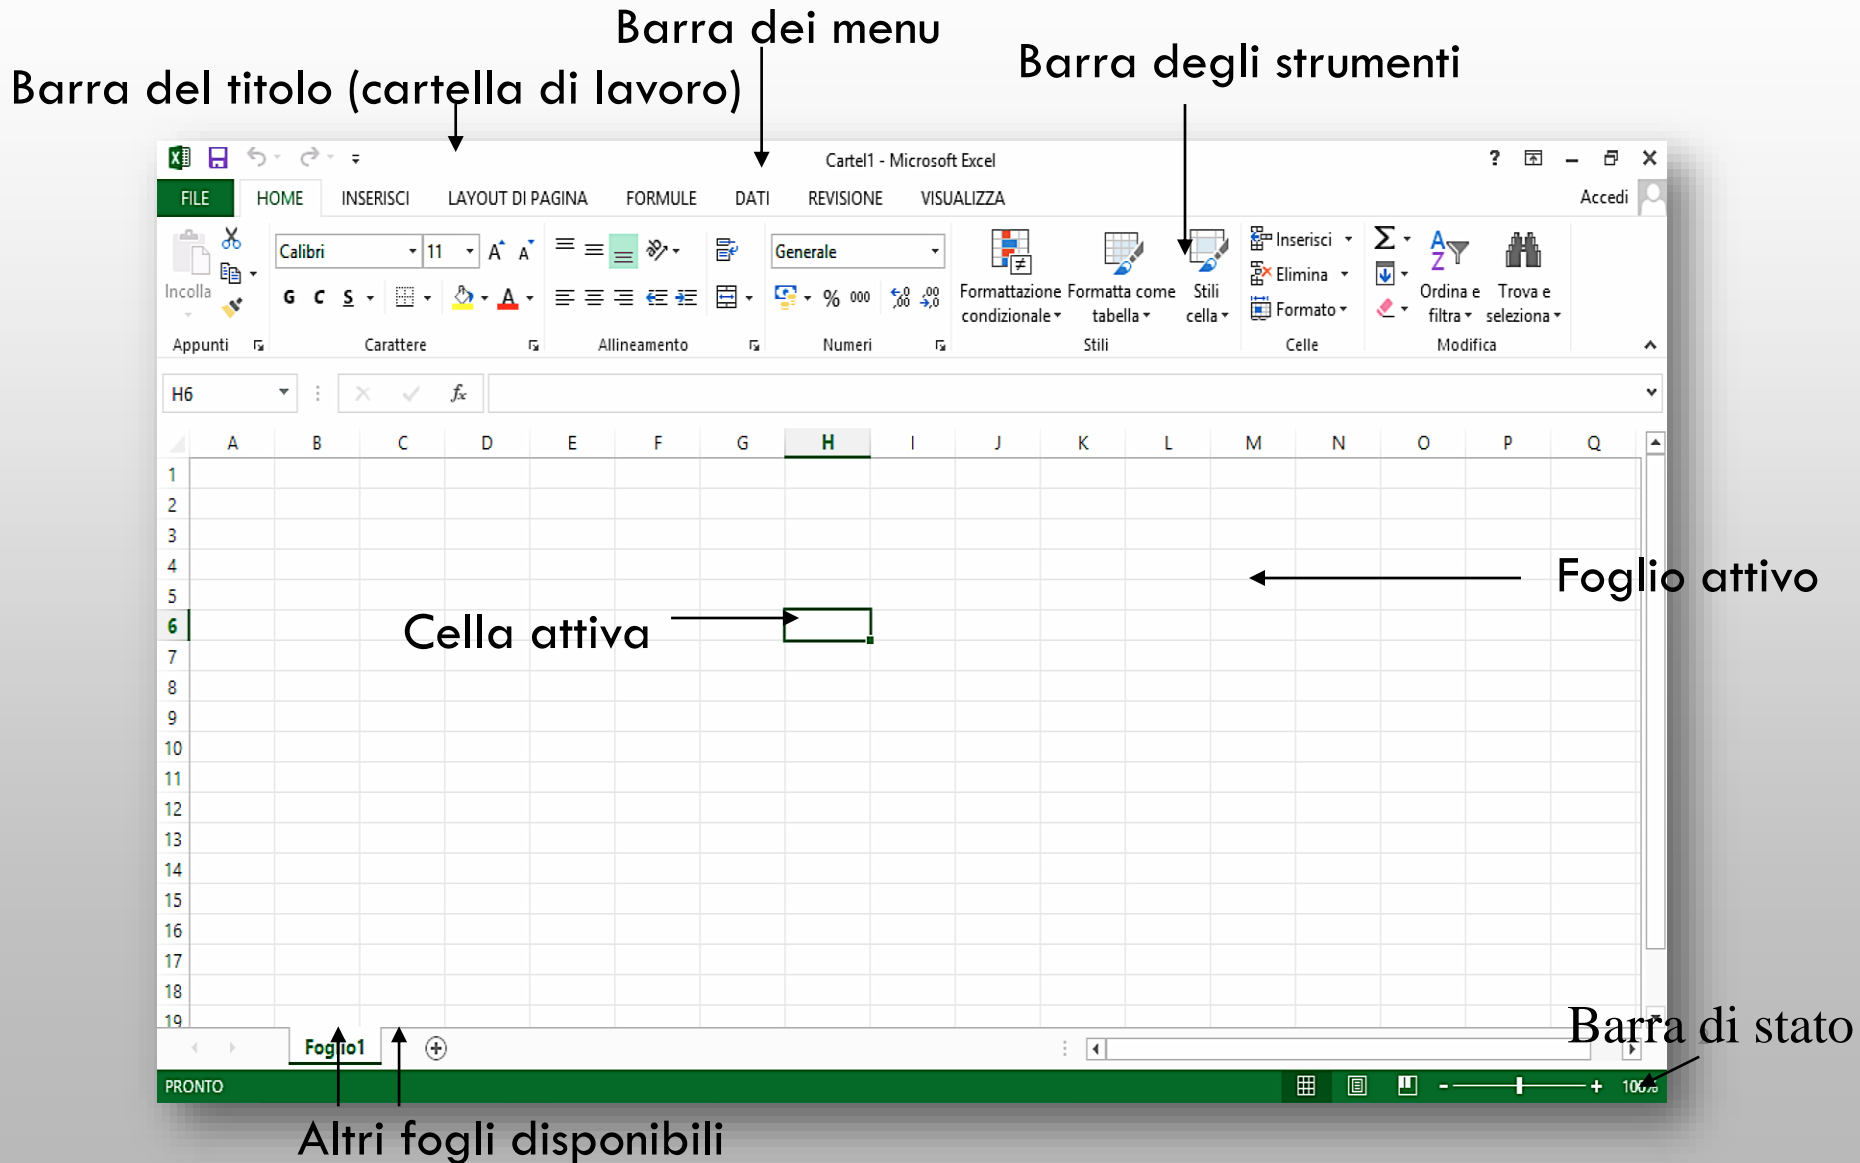 Barra dei menu
Barra degli strumenti
Barra del titolo (cartella di lavoro)
Cartel1 - Microsoft Excel
?
FILE HOME INSERISCI LAYOUT DI PAGINA FORMULE DATI REVISIONE VISUALIZZA Accedi
Incolla
Calibri 11 A A
G C S A
Generale
% 000 ,00 ,0
Formattazione condizionale
Formatta come tabella
Stili cella
Inserisci
Elimina
Formato
Σ
A Z
Ordina e filtra
Trova e seleziona
Appunti Carattere Allineamento Numeri Stili Celle Modifica
H6 fx
A B C D E F G H I J K L M N O P Q
1
2
3
4
Foglio attivo
5
6
Cella attiva
7
8
9
10
11
12
13
14
15
16
17
18
19
Barra di stato
Foglio1
PRONTO 100%
Altri fogli disponibili